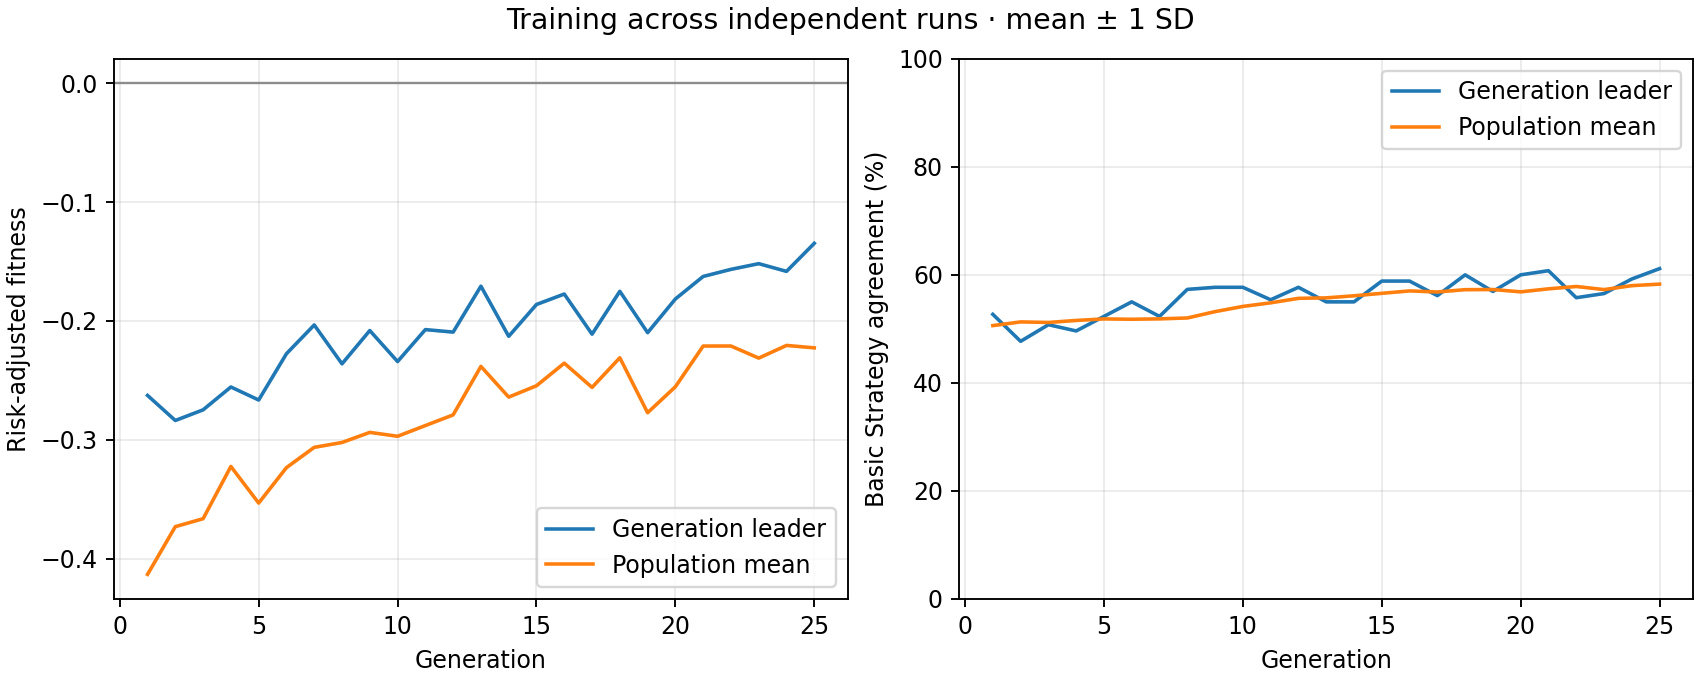 Training across independent runs · mean ± 1 SD
Risk-adjusted fitness
0.0
−0.1
−0.2
−0.3
−0.4
Generation leader
Population mean
0 5 10 15 20 25
Generation
Basic Strategy agreement (%)
100
80
60
40
20
0
Generation leader
Population mean
0 5 10 15 20 25
Generation